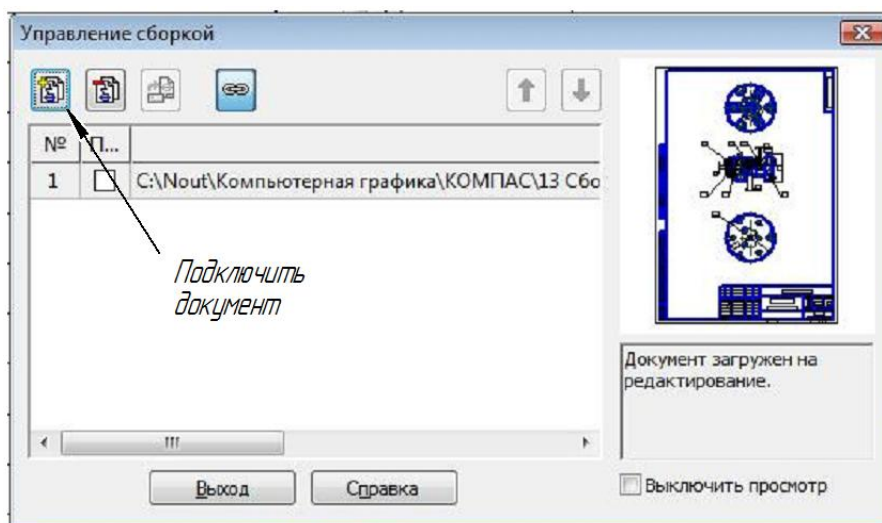 Управление сборкой
№ П...
1 C:\Nout\Компьютерная графика\КОМПАС\13 Сбо
Подключить
документ
Документ загружен на
редактирование.
Выход Справка
Выключить просмотр